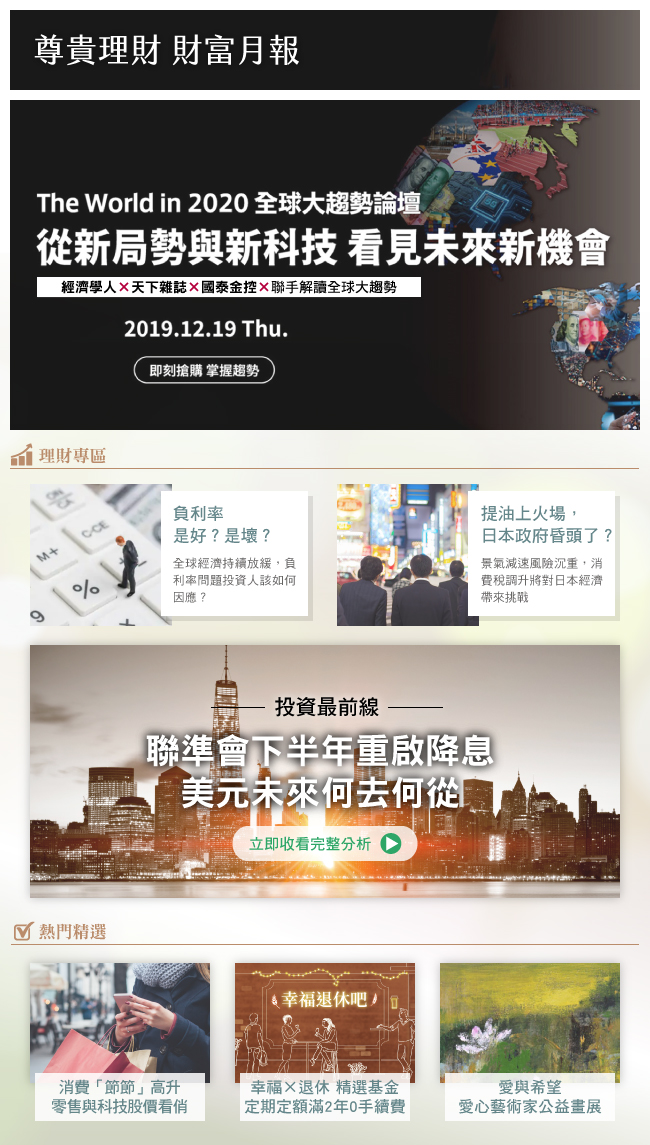 尊貴理財 財富月報
The World in 2020 全球大趨勢論壇
從新局勢與新科技 看見未來新機會
經濟學人×天下雜誌×國泰金控×聯手解讀全球大趨勢
2019.12.19 Thu.
即刻搶購 掌握趨勢
理財專區
負利率
是好？是壞？
全球經濟持續放緩，負
利率問題投資人該如何
因應？
提油上火場，
日本政府昏頭了？
景氣減速風險沉重，消
費稅調升將對日本經濟
帶來挑戰
CE
C·CE
M+
%
9
投資最前線
聯準會下半年重啟降息
美元未來何去何從
立即收看完整分析
熱門精選
消費「節節」高升
零售與科技股價看俏
幸福退休吧
幸福×退休 精選基金
定期定額滿2年0手續費
愛與希望
愛心藝術家公益畫展